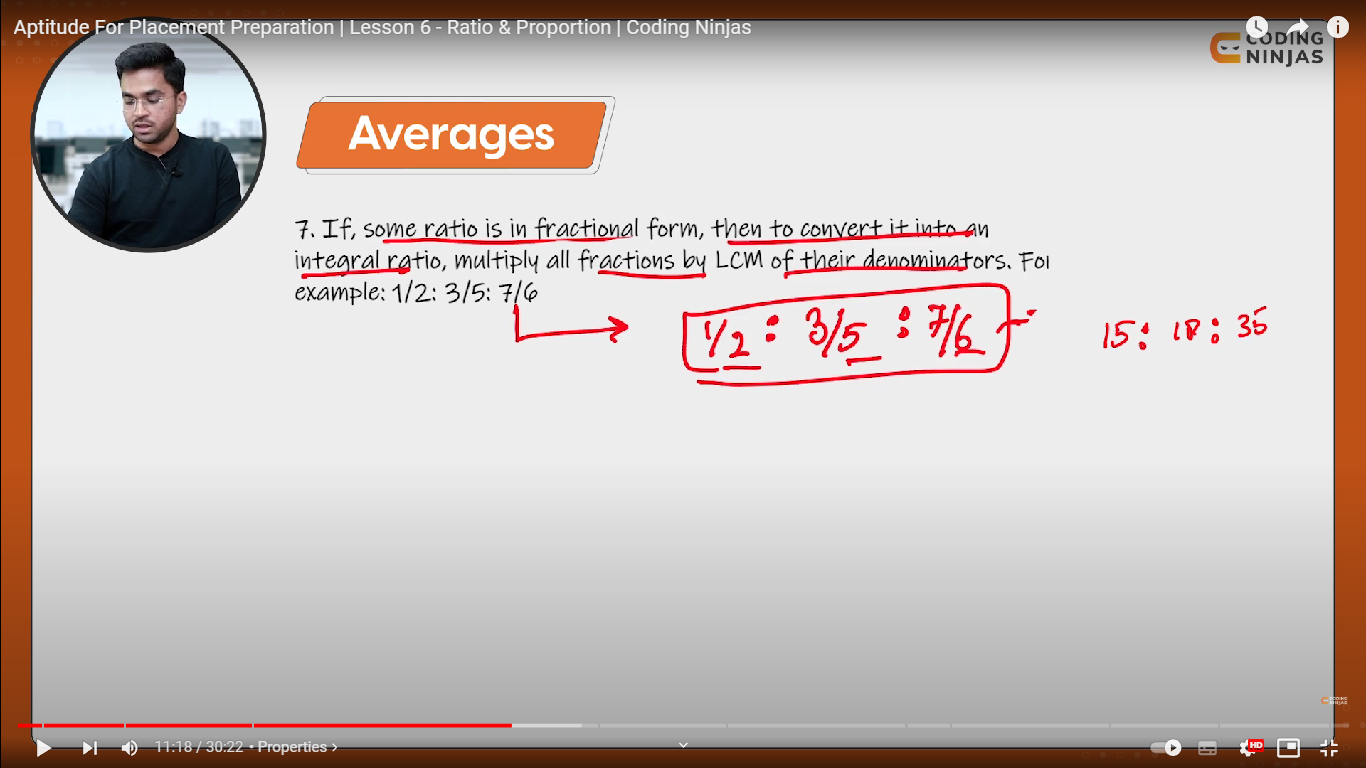 Aptitude For Placement Preparation | Lesson 6 - Ratio & Proportion | Coding Ninjas
CODING
NINJAS
Averages
7. If, some ratio is in fractional form, then to convert it into an
integral ratio, multiply all fractions by LCM of their denominators. For
example: 1/2: 3/5: 7/6
1/2 : 3/5 : 7/6
15 : 18 : 35
CODING
NINJAS
11:18 / 30:22 • Properties >
HD